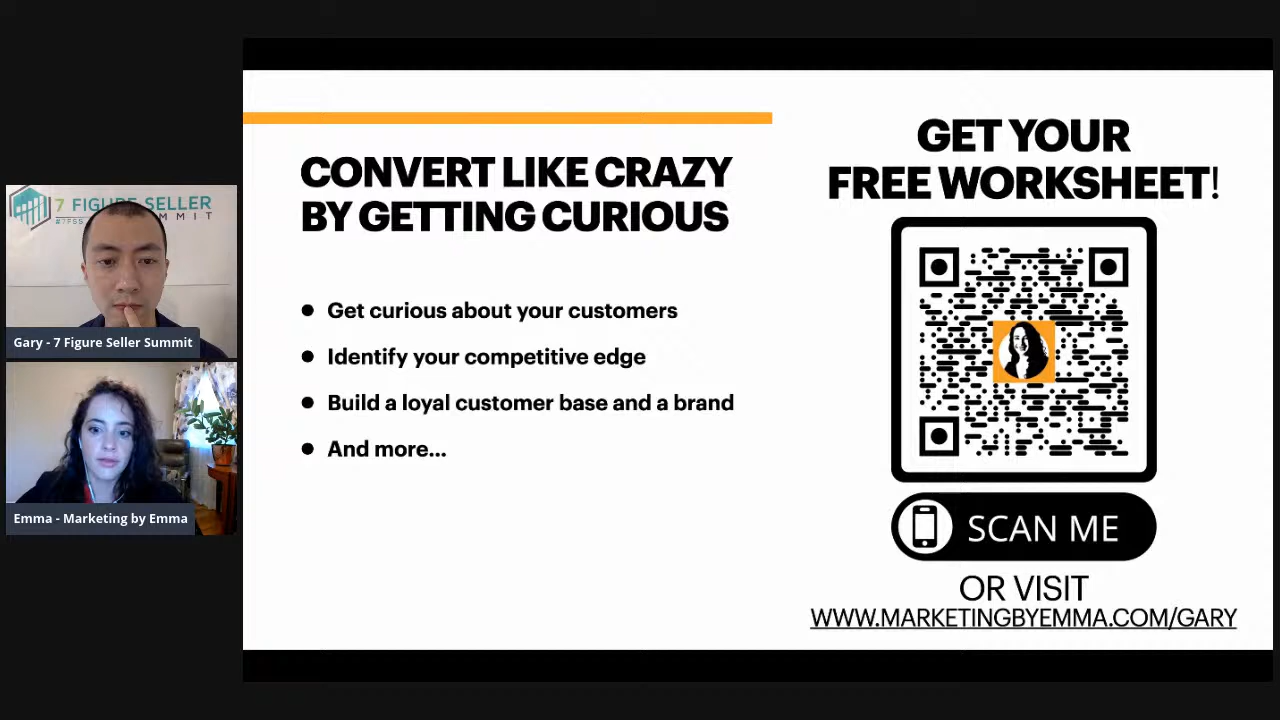 7 FIGURE SELLER
Gary - 7 Figure Seller Summit
Emma - Marketing by Emma
CONVERT LIKE CRAZY
BY GETTING CURIOUS
● Get curious about your customers
● Identify your competitive edge
● Build a loyal customer base and a brand
● And more...
GET YOUR
FREE WORKSHEET!
SCAN ME
OR VISIT
WWW.MARKETINGBYEMMA.COM/GARY